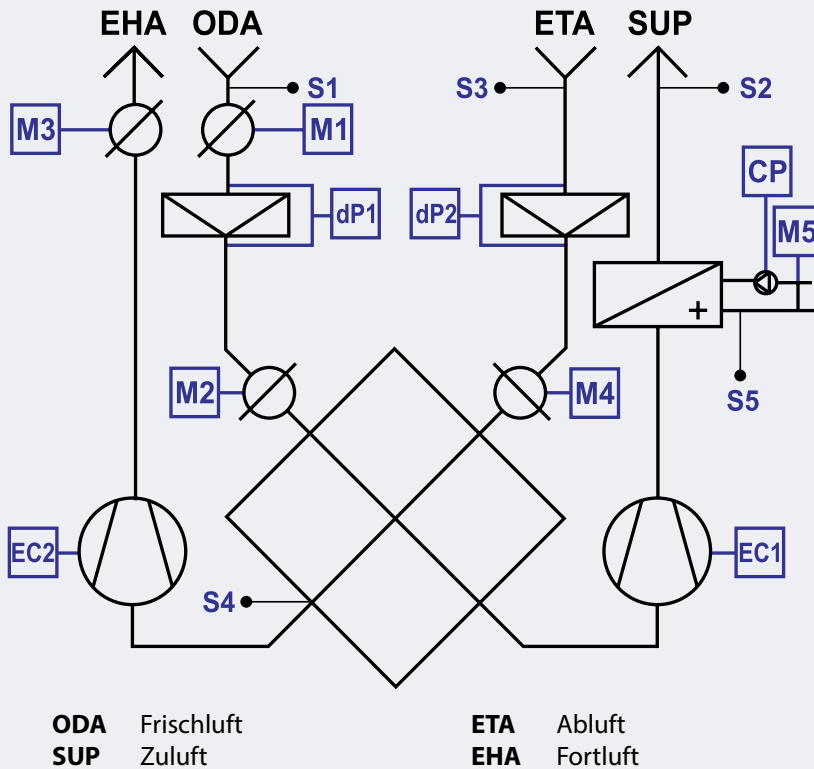 EHA ODA ETA SUP
S1 S3 S2
M3 M1
CP
dP1 dP2
M5
+
M2 M4
S5
EC2 EC1
S4
ODA Frischluft ETA Abluft
SUP Zuluft EHA Fortluft